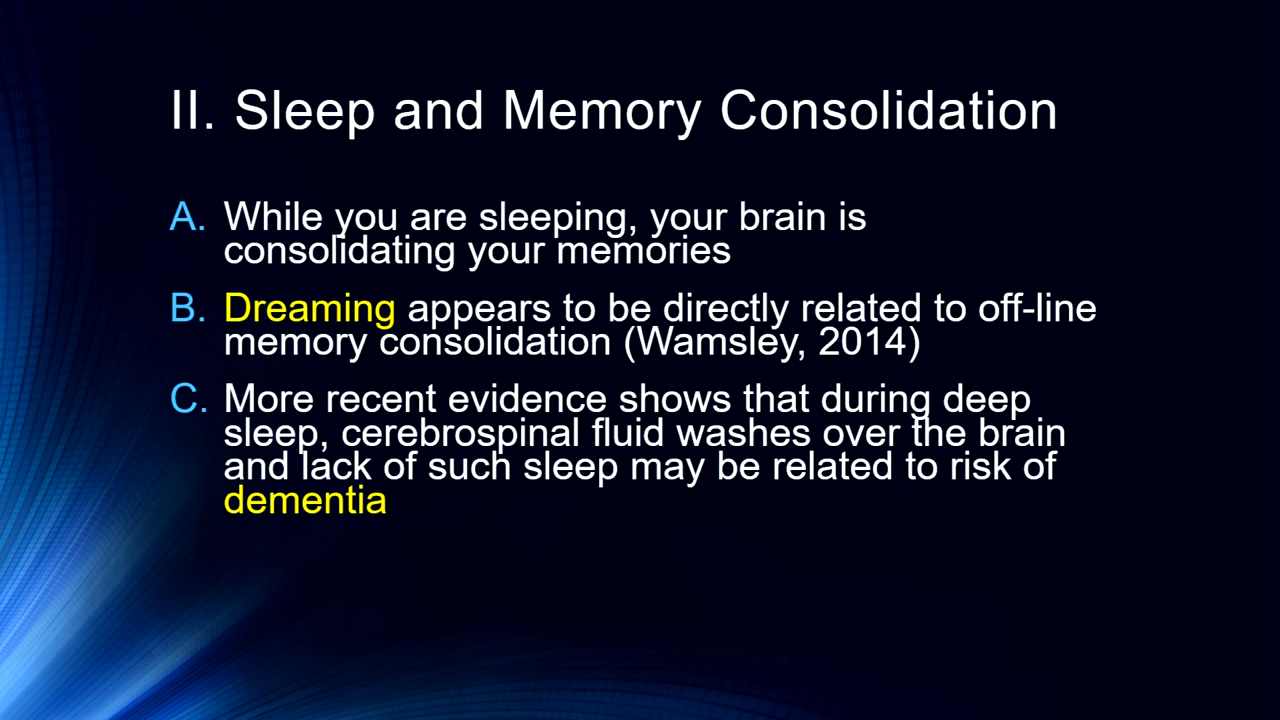 II. Sleep and Memory Consolidation
A. While you are sleeping, your brain is
consolidating your memories
B. Dreaming appears to be directly related to off-line
memory consolidation (Wamsley, 2014)
C. More recent evidence shows that during deep
sleep, cerebrospinal fluid washes over the brain
and lack of such sleep may be related to risk of
dementia